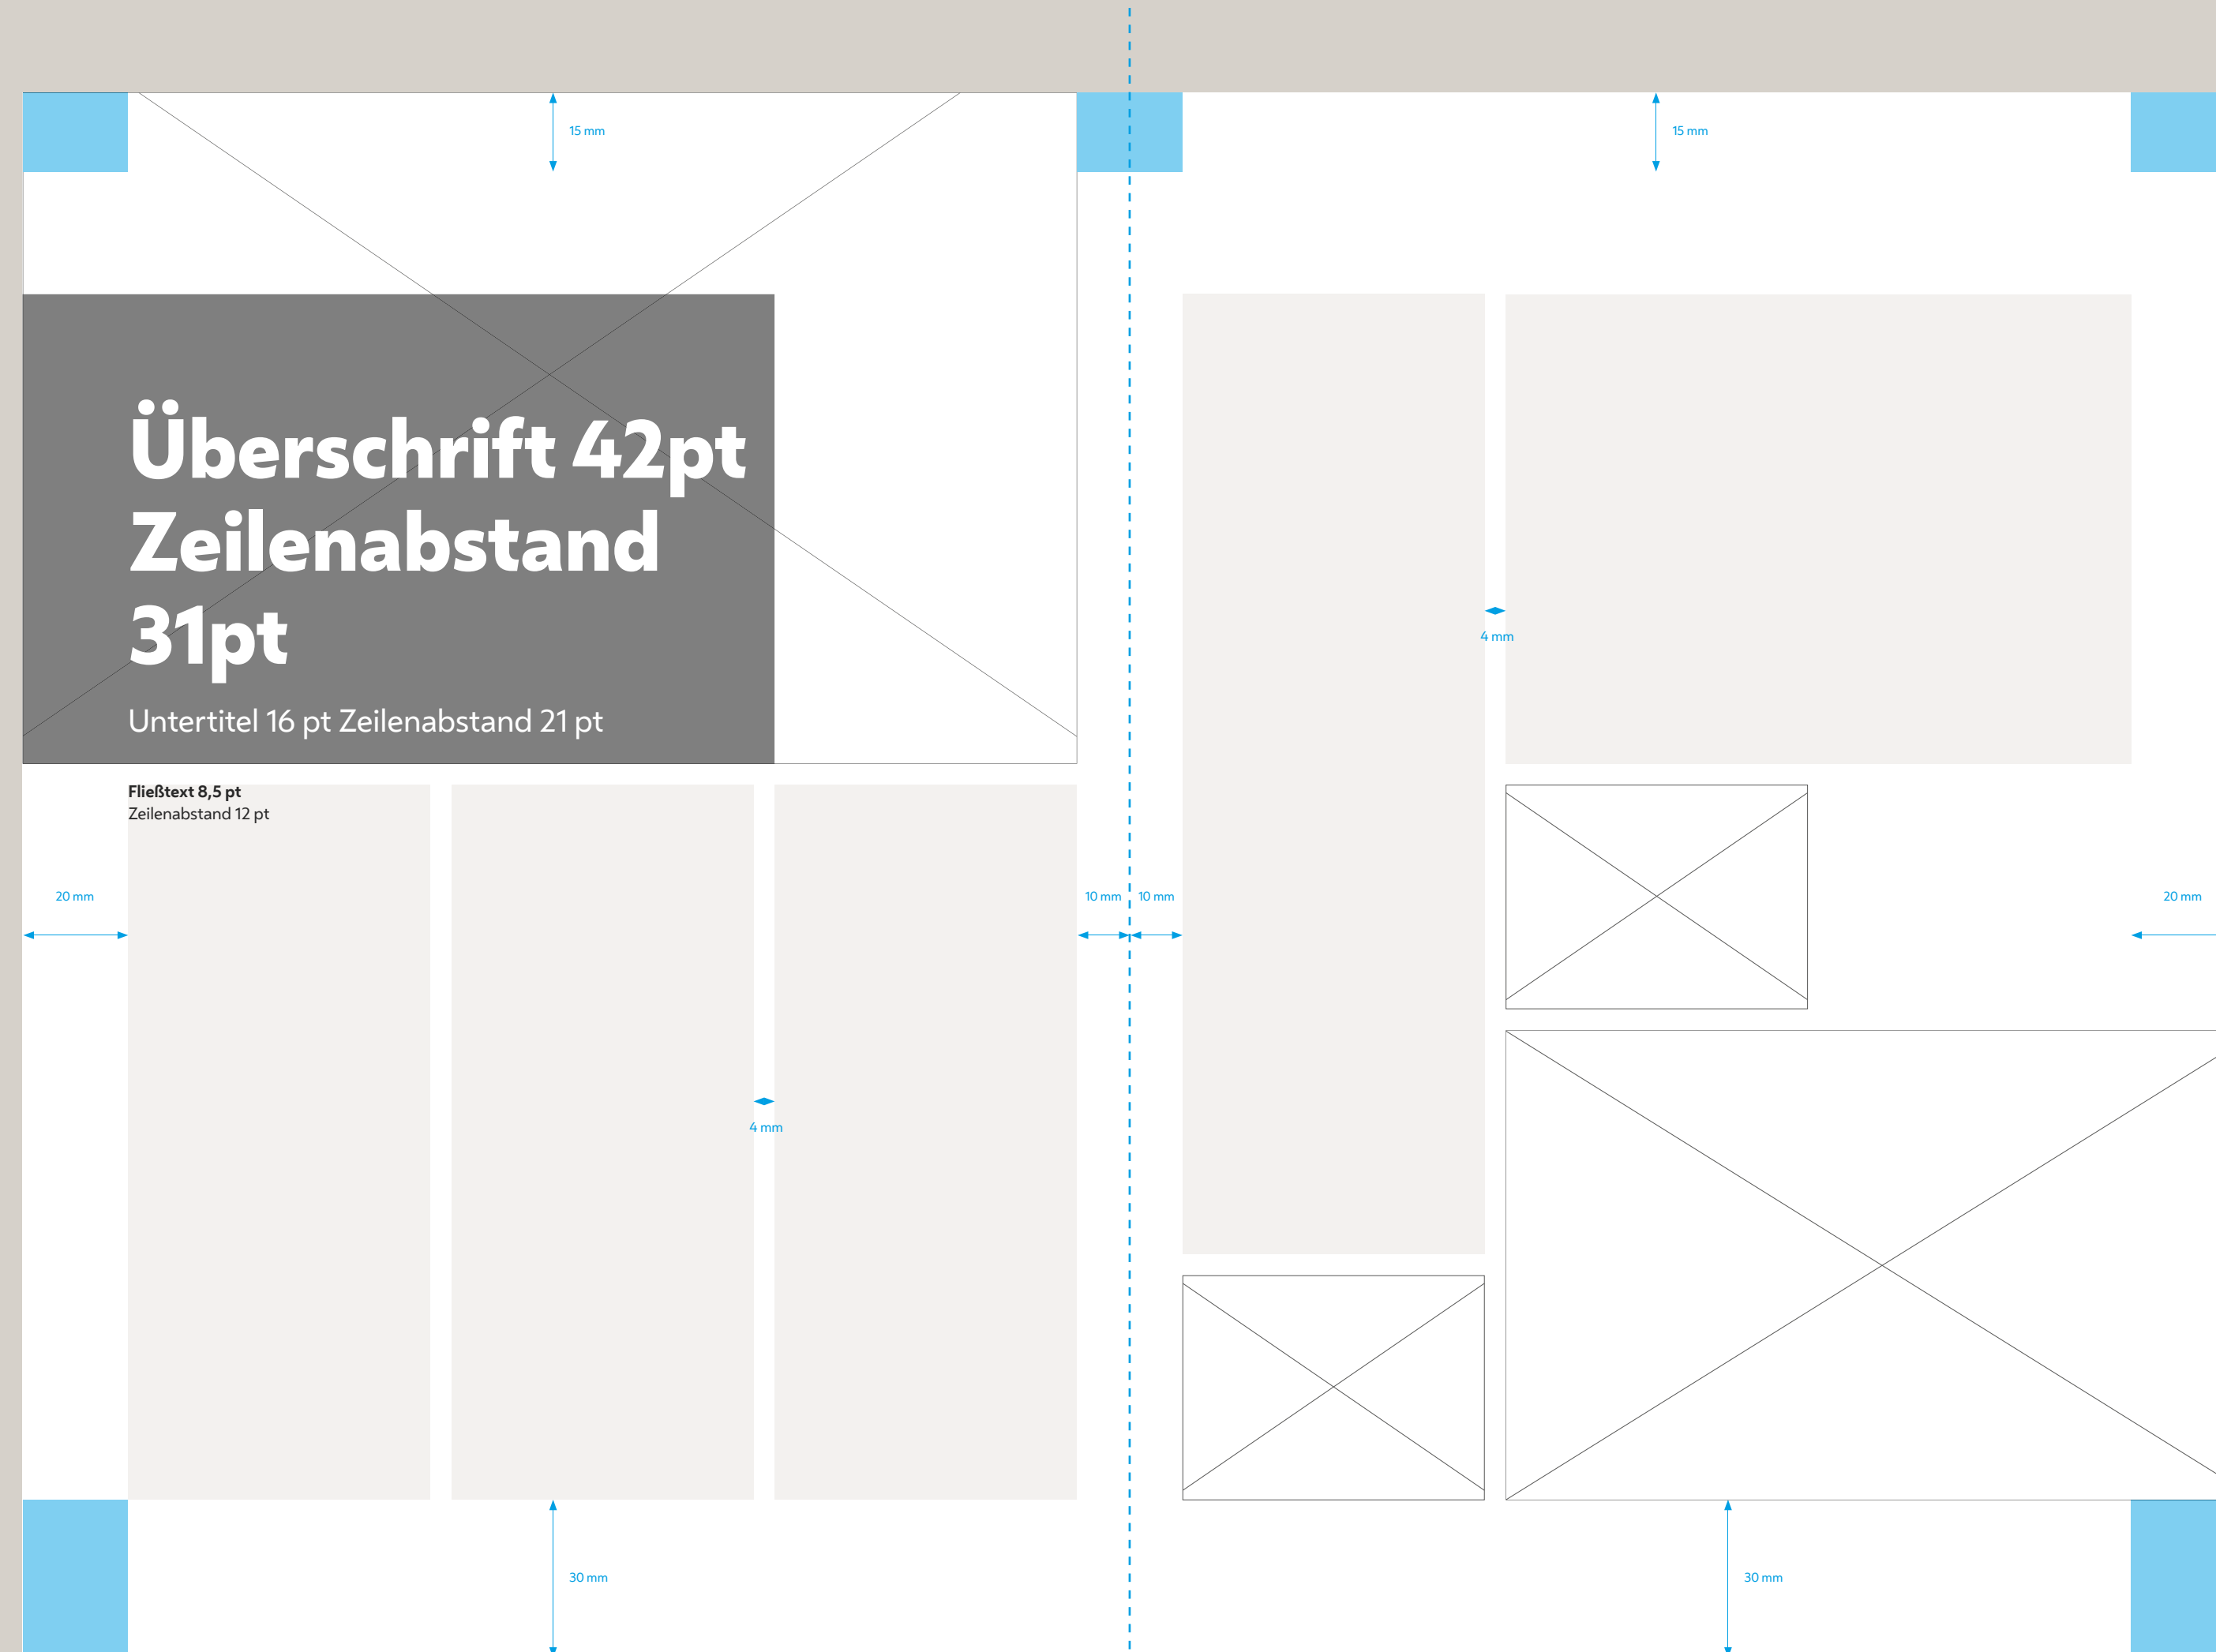 15 mm
15 mm
Überschrift 42pt
Zeilenabstand
31pt
Untertitel 16 pt Zeilenabstand 21 pt
4 mm
Fließtext 8,5 pt
Zeilenabstand 12 pt
20 mm
10 mm
10 mm
20 mm
4 mm
30 mm
30 mm